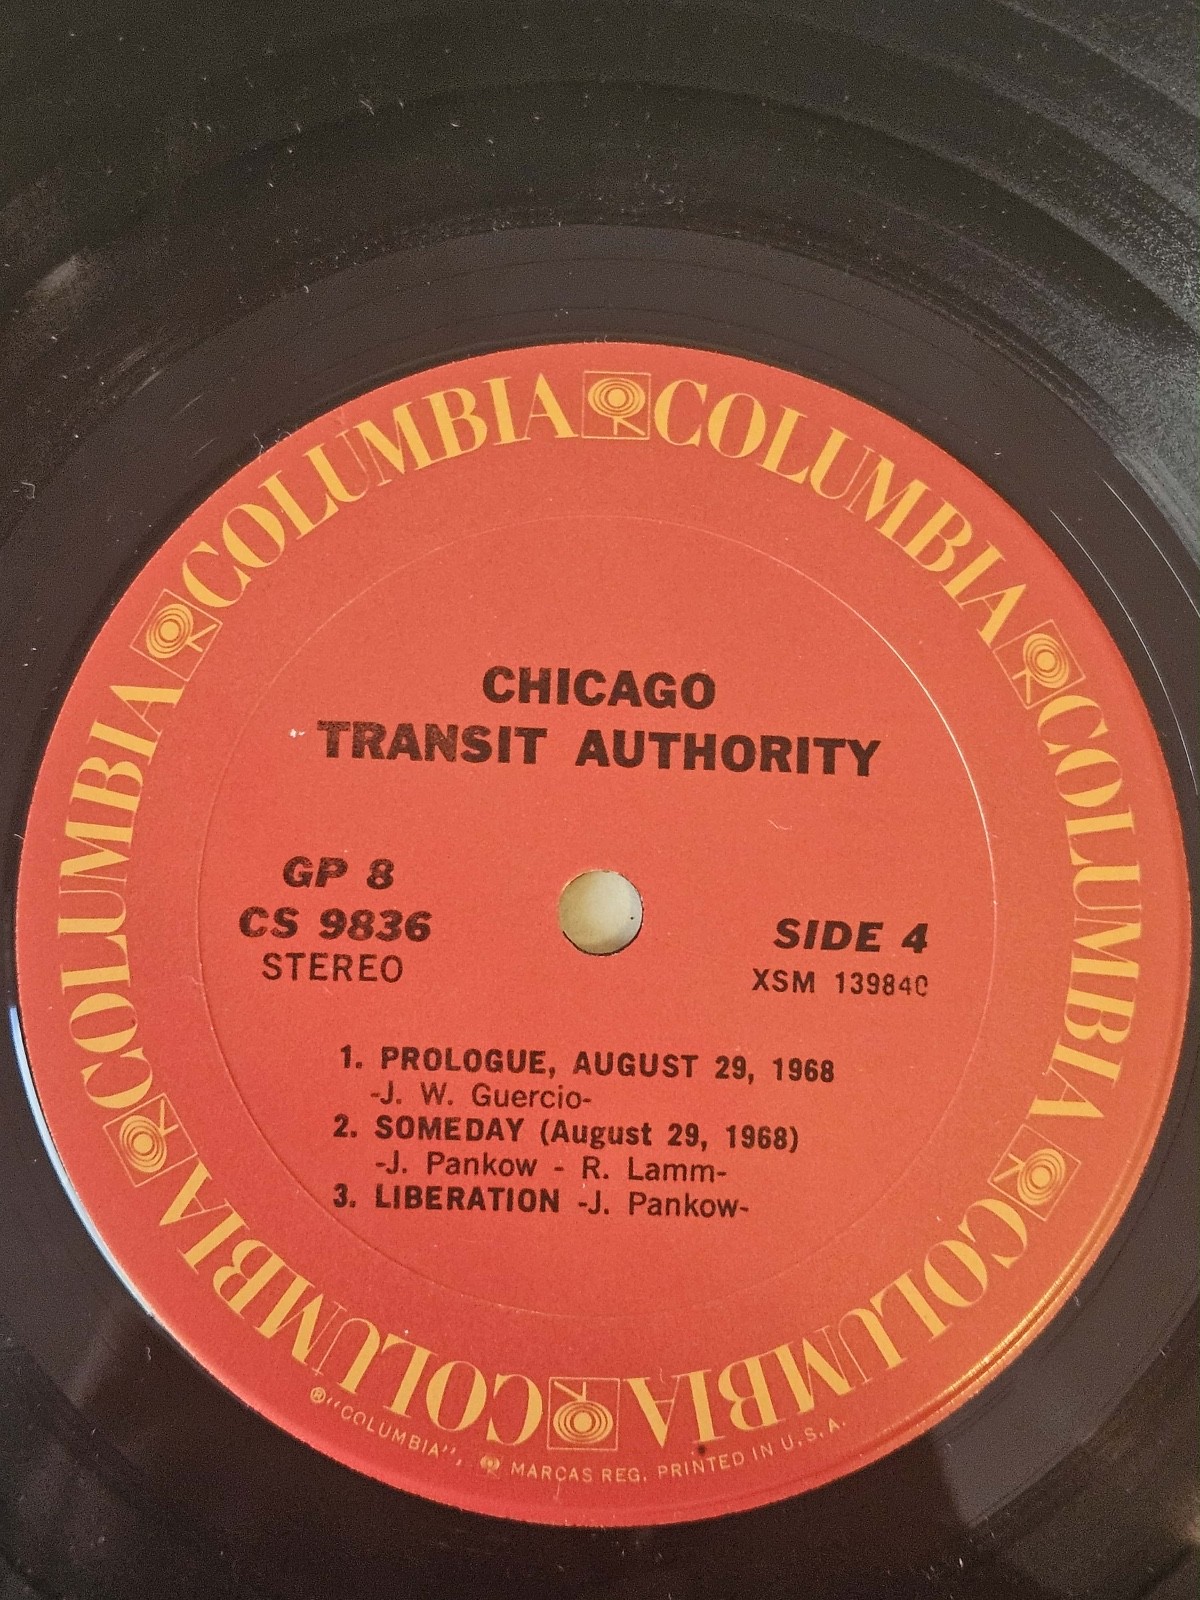 COLUMBIA COLUMBIA COLUMBIA COLUMBIA COLUMBIA COLUMBIA
CHICAGO
TRANSIT AUTHORITY
GP 8
CS 9836
STEREO
SIDE 4
XSM 139840
1. PROLOGUE, AUGUST 29, 1968
-J. W. Guercio-
2. SOMEDAY (August 29, 1968)
-J. Pankow - R. Lamm-
3. LIBERATION -J. Pankow-
® "COLUMBIA", MARCAS REG. PRINTED IN U.S.A.